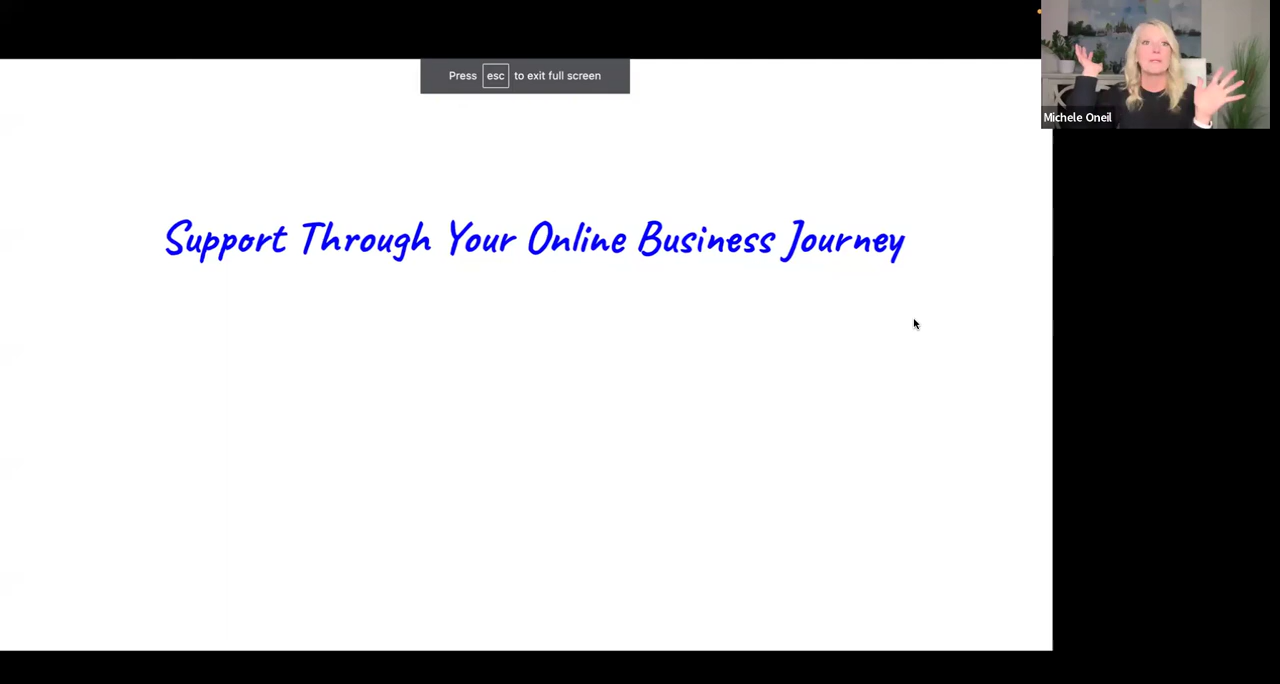 Press esc to exit full screen
Michele Oneil
Support Through Your Online Business Journey